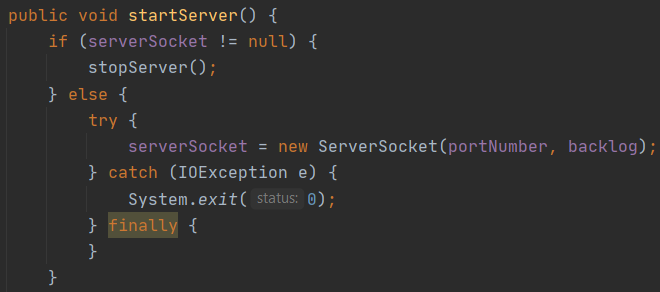 public void startServer() {
    if (serverSocket != null) {
        stopServer();
    } else {
        try {
            serverSocket = new ServerSocket(portNumber, backlog);
        } catch (IOException e) {
            System.exit( status: 0);
        } finally {
        }
    }